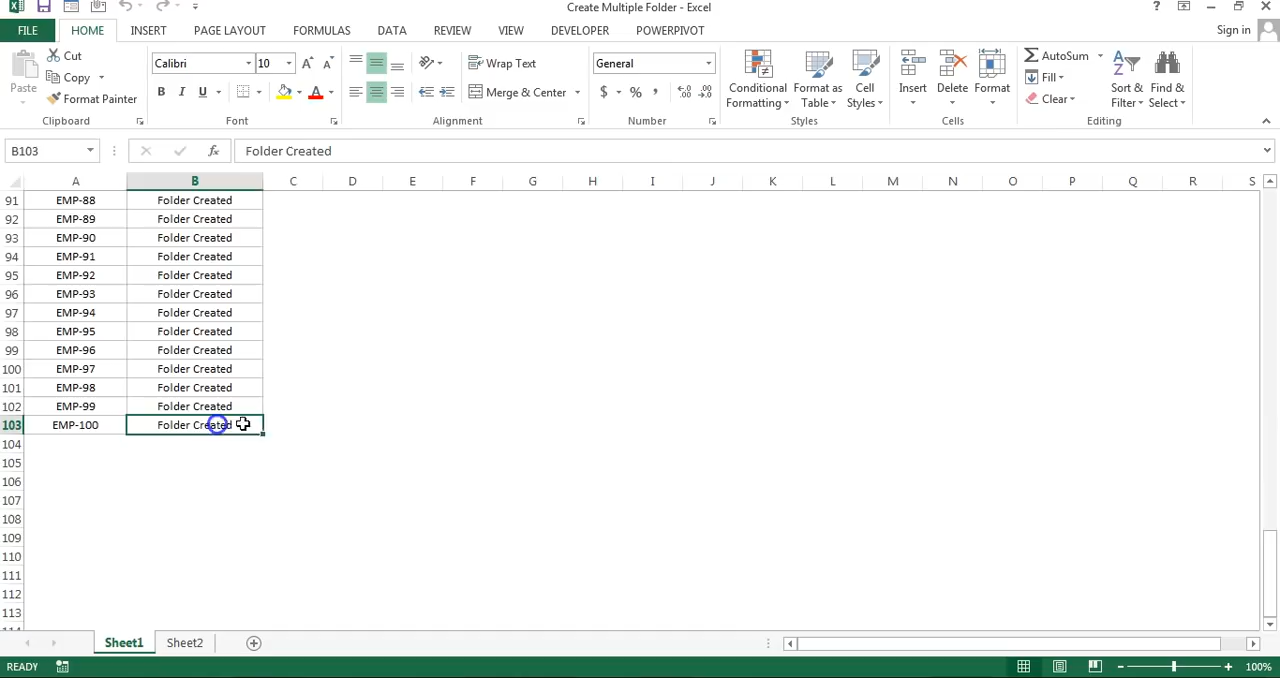 Create Multiple Folder - Excel
?
Sign in
FILE HOME INSERT PAGE LAYOUT FORMULAS DATA REVIEW VIEW DEVELOPER POWERPIVOT
Paste
Cut
Copy
Format Painter
Clipboard
Calibri 10
B I U
Font
Wrap Text
Merge & Center
Alignment
General
$ % ,
Number
Conditional Formatting
Format as Table
Cell Styles
Styles
Insert
Delete
Format
Cells
AutoSum
Fill
Clear
Sort & Filter
Find & Select
Editing
B103 fx Folder Created
A B C D E F G H I J K L M N O P Q R S
91 EMP-88 Folder Created
92 EMP-89 Folder Created
93 EMP-90 Folder Created
94 EMP-91 Folder Created
95 EMP-92 Folder Created
96 EMP-93 Folder Created
97 EMP-94 Folder Created
98 EMP-95 Folder Created
99 EMP-96 Folder Created
100 EMP-97 Folder Created
101 EMP-98 Folder Created
102 EMP-99 Folder Created
103 EMP-100 Folder Created
104
105
106
107
108
109
110
111
112
113
Sheet1 Sheet2
READY
100%